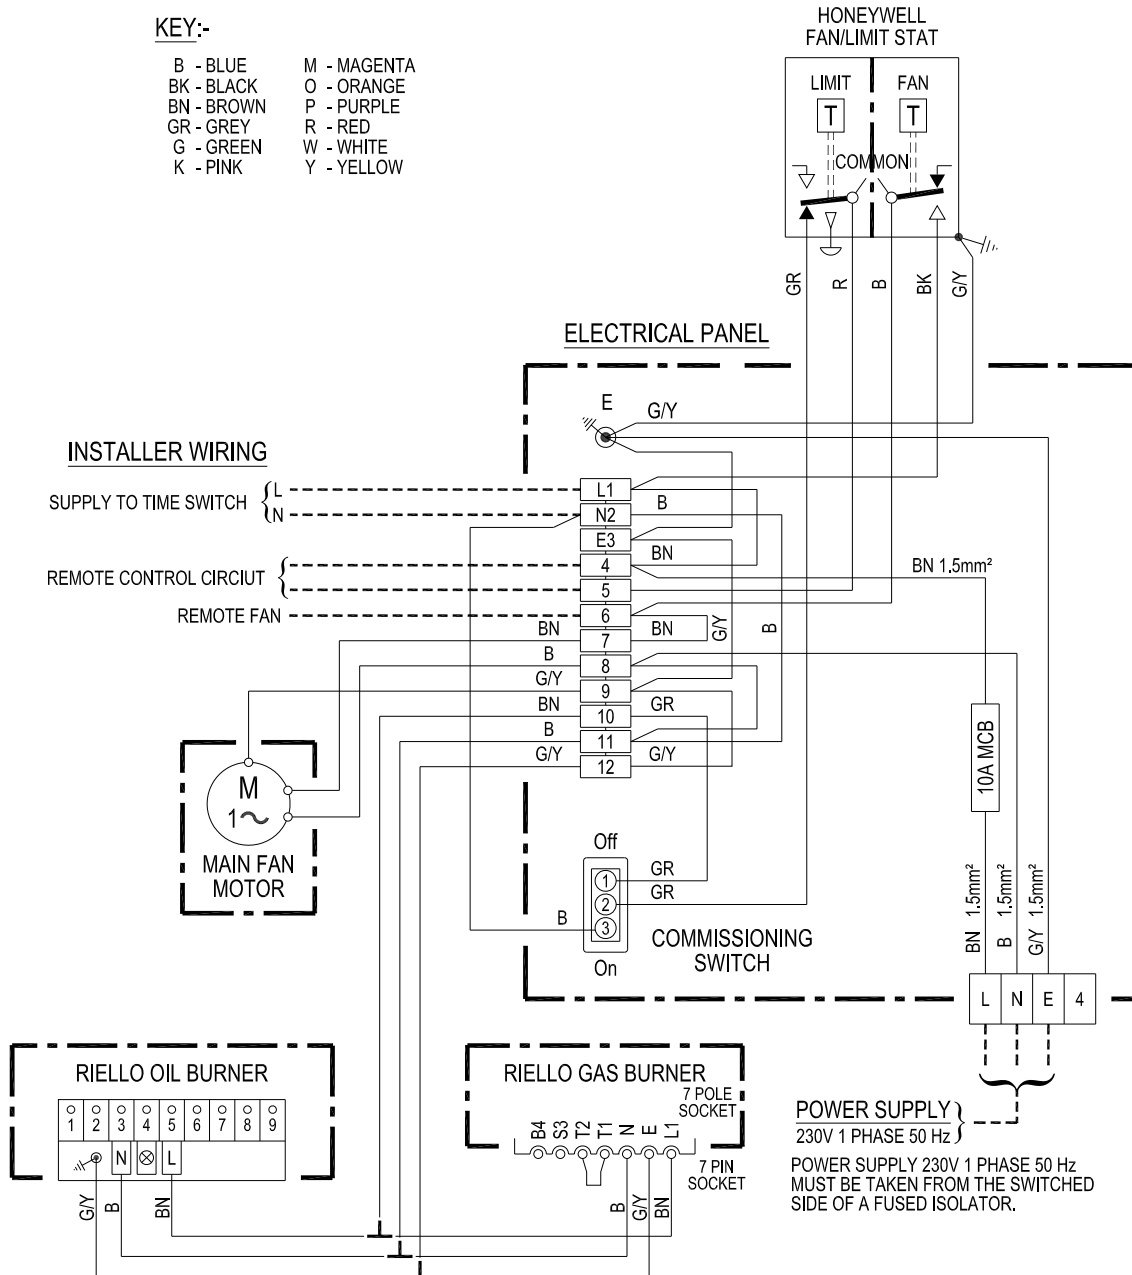 KEY:-
B - BLUE M - MAGENTA
BK - BLACK O - ORANGE
BN - BROWN P - PURPLE
GR - GREY R - RED
G - GREEN W - WHITE
K - PINK Y - YELLOW
HONEYWELL
FAN/LIMIT STAT
LIMIT FAN
T T
COMMON
GR R B BK G/Y
ELECTRICAL PANEL
E G/Y
INSTALLER WIRING
SUPPLY TO TIME SWITCH { L
N
L1 B
N2
E3 BN
REMOTE CONTROL CIRCIUT {
4 BN 1.5mm²
5
REMOTE FAN 6
BN 7 BN G/Y B
B 8
G/Y 9
BN 10 GR
B 11
G/Y 12 G/Y
10A MCB
M
1~
MAIN FAN
MOTOR
Off
1 GR
2 GR
B 3
On
COMMISSIONING
SWITCH
BN 1.5mm² B 1.5mm² G/Y 1.5mm²
L N E 4
RIELLO OIL BURNER
1 2 3 4 5 6 7 8 9
N L
G/Y B BN
RIELLO GAS BURNER
7 POLE
SOCKET
B4 S3 T2 T1 N E L1
7 PIN
SOCKET
B G/Y BN
POWER SUPPLY }
230V 1 PHASE 50 Hz
POWER SUPPLY 230V 1 PHASE 50 Hz
MUST BE TAKEN FROM THE SWITCHED
SIDE OF A FUSED ISOLATOR.